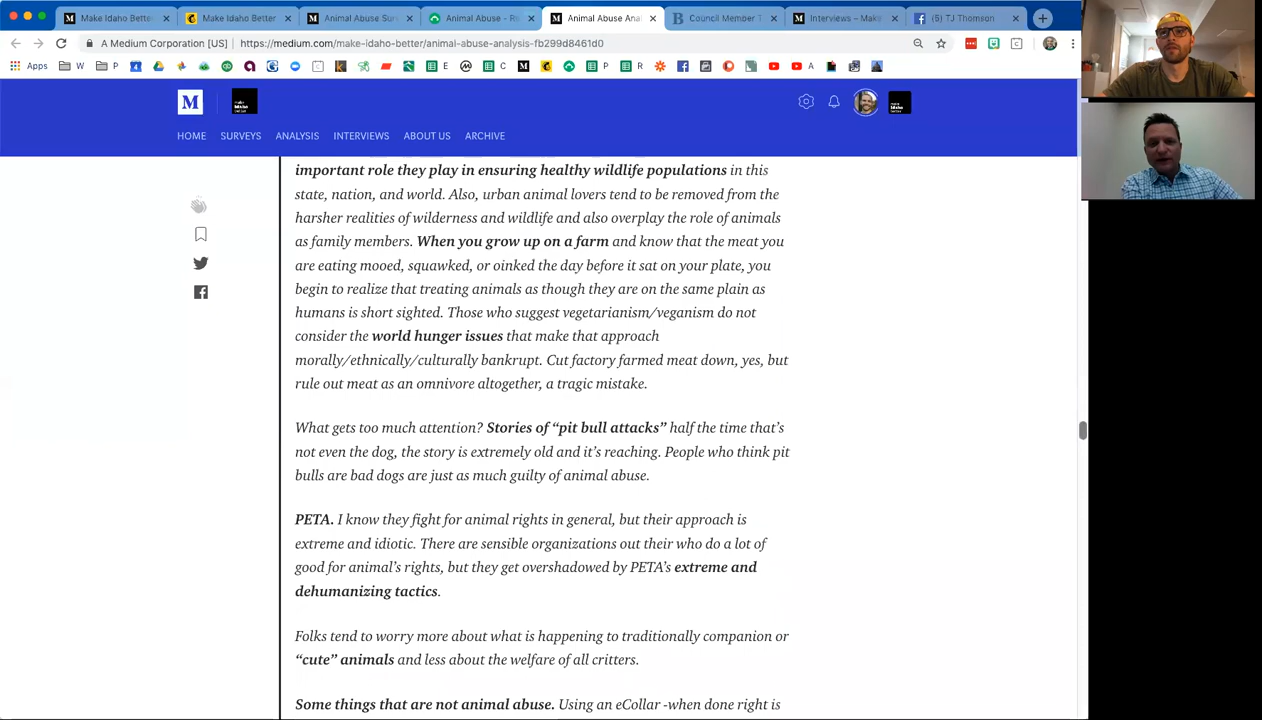 Make Idaho Better
Make Idaho Better
Animal Abuse Sur
Animal Abuse - R
Animal Abuse Ana
Council Member T
Interviews – Make
(5) TJ Thomson
A Medium Corporation [US]
https://medium.com/make-idaho-better/animal-abuse-analysis-fb299d8461d0
Apps
W
P
E
C
P
R
A
M
HOME
SURVEYS
ANALYSIS
INTERVIEWS
ABOUT US
ARCHIVE
important role they play in ensuring healthy wildlife populations in this
state, nation, and world. Also, urban animal lovers tend to be removed from the
harsher realities of wilderness and wildlife and also overplay the role of animals
as family members. When you grow up on a farm and know that the meat you
are eating mooed, squawked, or oinked the day before it sat on your plate, you
begin to realize that treating animals as though they are on the same plain as
humans is short sighted. Those who suggest vegetarianism/veganism do not
consider the world hunger issues that make that approach
morally/ethnically/culturally bankrupt. Cut factory farmed meat down, yes, but
rule out meat as an omnivore altogether, a tragic mistake.
What gets too much attention? Stories of “pit bull attacks” half the time that’s
not even the dog, the story is extremely old and it’s reaching. People who think pit
bulls are bad dogs are just as much guilty of animal abuse.
PETA. I know they fight for animal rights in general, but their approach is
extreme and idiotic. There are sensible organizations out their who do a lot of
good for animal’s rights, but they get overshadowed by PETA’s extreme and
dehumanizing tactics.
Folks tend to worry more about what is happening to traditionally companion or
“cute” animals and less about the welfare of all critters.
Some things that are not animal abuse. Using an eCollar -when done right is